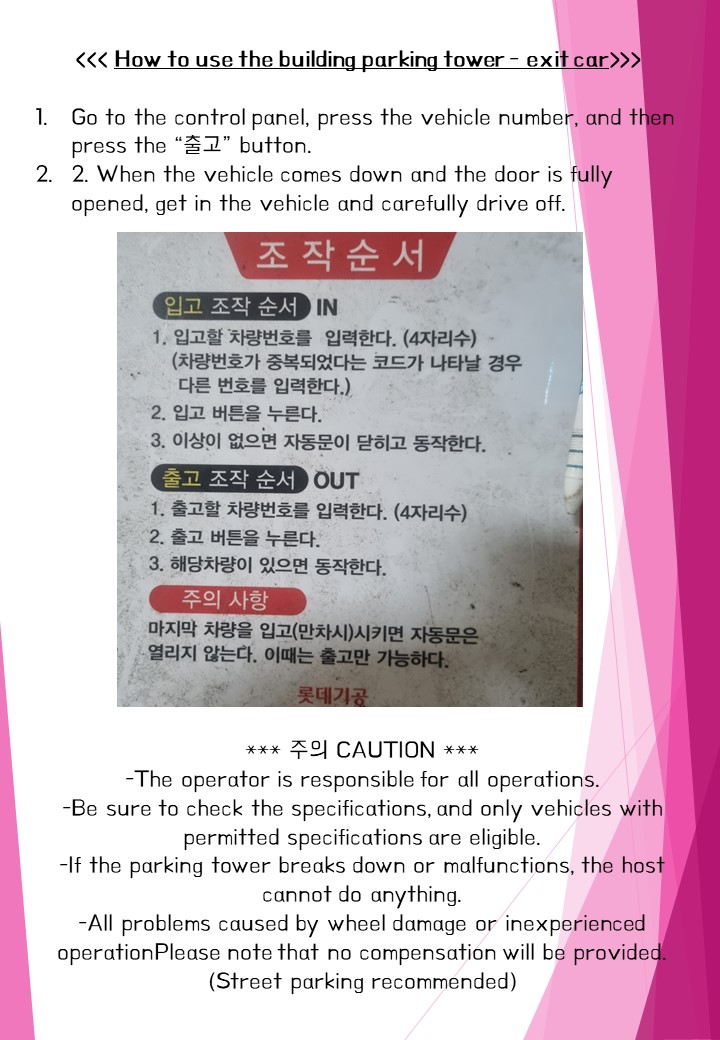 <<< How to use the building parking tower - exit car>>>
1. Go to the control panel, press the vehicle number, and then
press the “출고” button.
2. 2. When the vehicle comes down and the door is fully
opened, get in the vehicle and carefully drive off.
조작순서
입고 조작 순서 IN
1. 입고할 차량번호를 입력한다. (4자리수)
(차량번호가 중복되었다는 코드가 나타날 경우
다른 번호를 입력한다.)
2. 입고 버튼을 누른다.
3. 이상이 없으면 자동문이 닫히고 동작한다.
출고 조작 순서 OUT
1. 출고할 차량번호를 입력한다. (4자리수)
2. 출고 버튼을 누른다.
3. 해당차량이 있으면 동작한다.
주의 사항
마지막 차량을 입고(만차시)시키면 자동문은
열리지 않는다. 이때는 출고만 가능하다.
롯데기공
*** 주의 CAUTION ***
-The operator is responsible for all operations.
-Be sure to check the specifications, and only vehicles with
permitted specifications are eligible.
-If the parking tower breaks down or malfunctions, the host
cannot do anything.
-All problems caused by wheel damage or inexperienced
operationPlease note that no compensation will be provided.
(Street parking recommended)